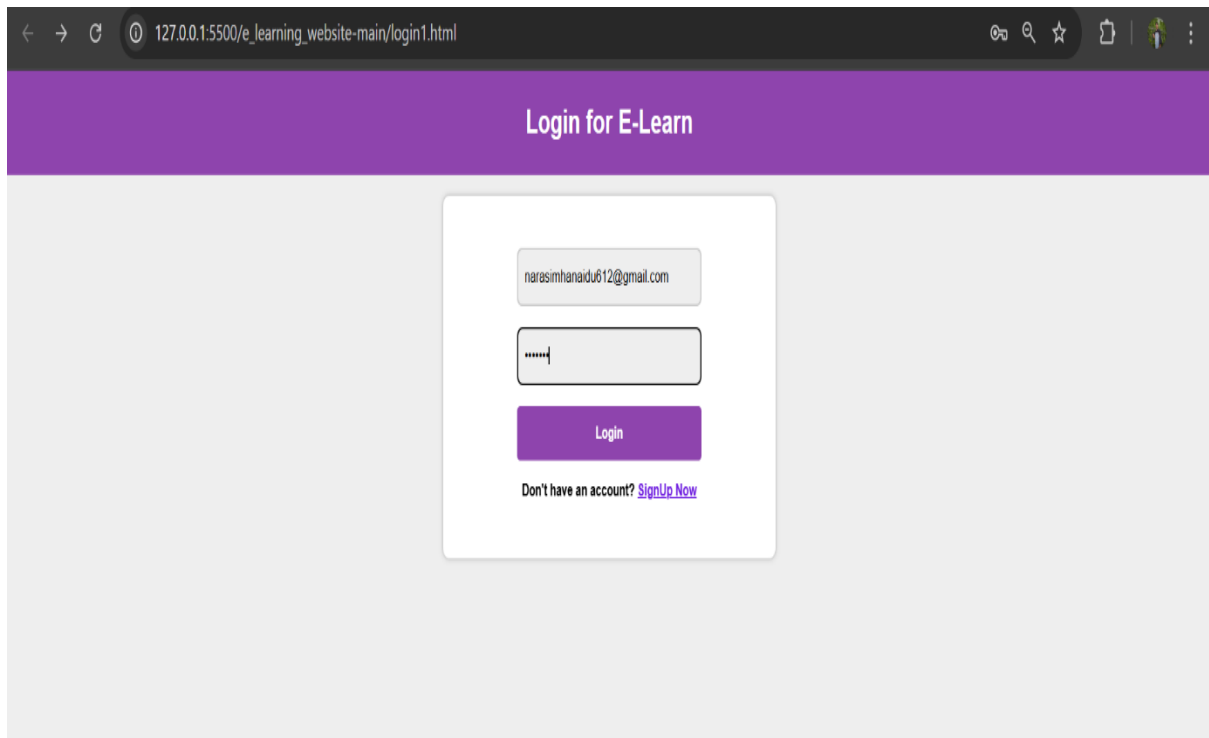 127.0.0.1:5500/e_learning_website-main/login1.html
Login for E-Learn
narasimhanaidu612@gmail.com
•••••••
Login
Don't have an account? SignUp Now